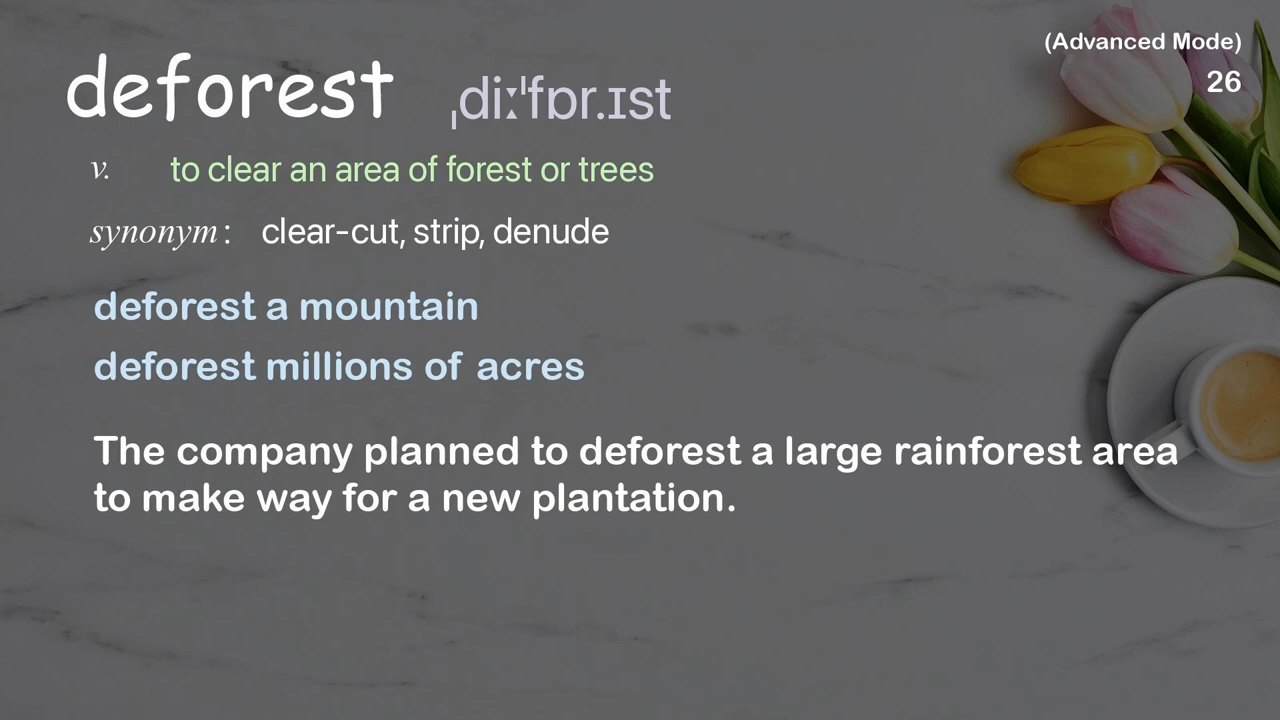 (Advanced Mode)
26
deforest ˌdiːˈfɒr.ɪst
v. to clear an area of forest or trees
synonym : clear-cut, strip, denude
deforest a mountain
deforest millions of acres
The company planned to deforest a large rainforest area
to make way for a new plantation.